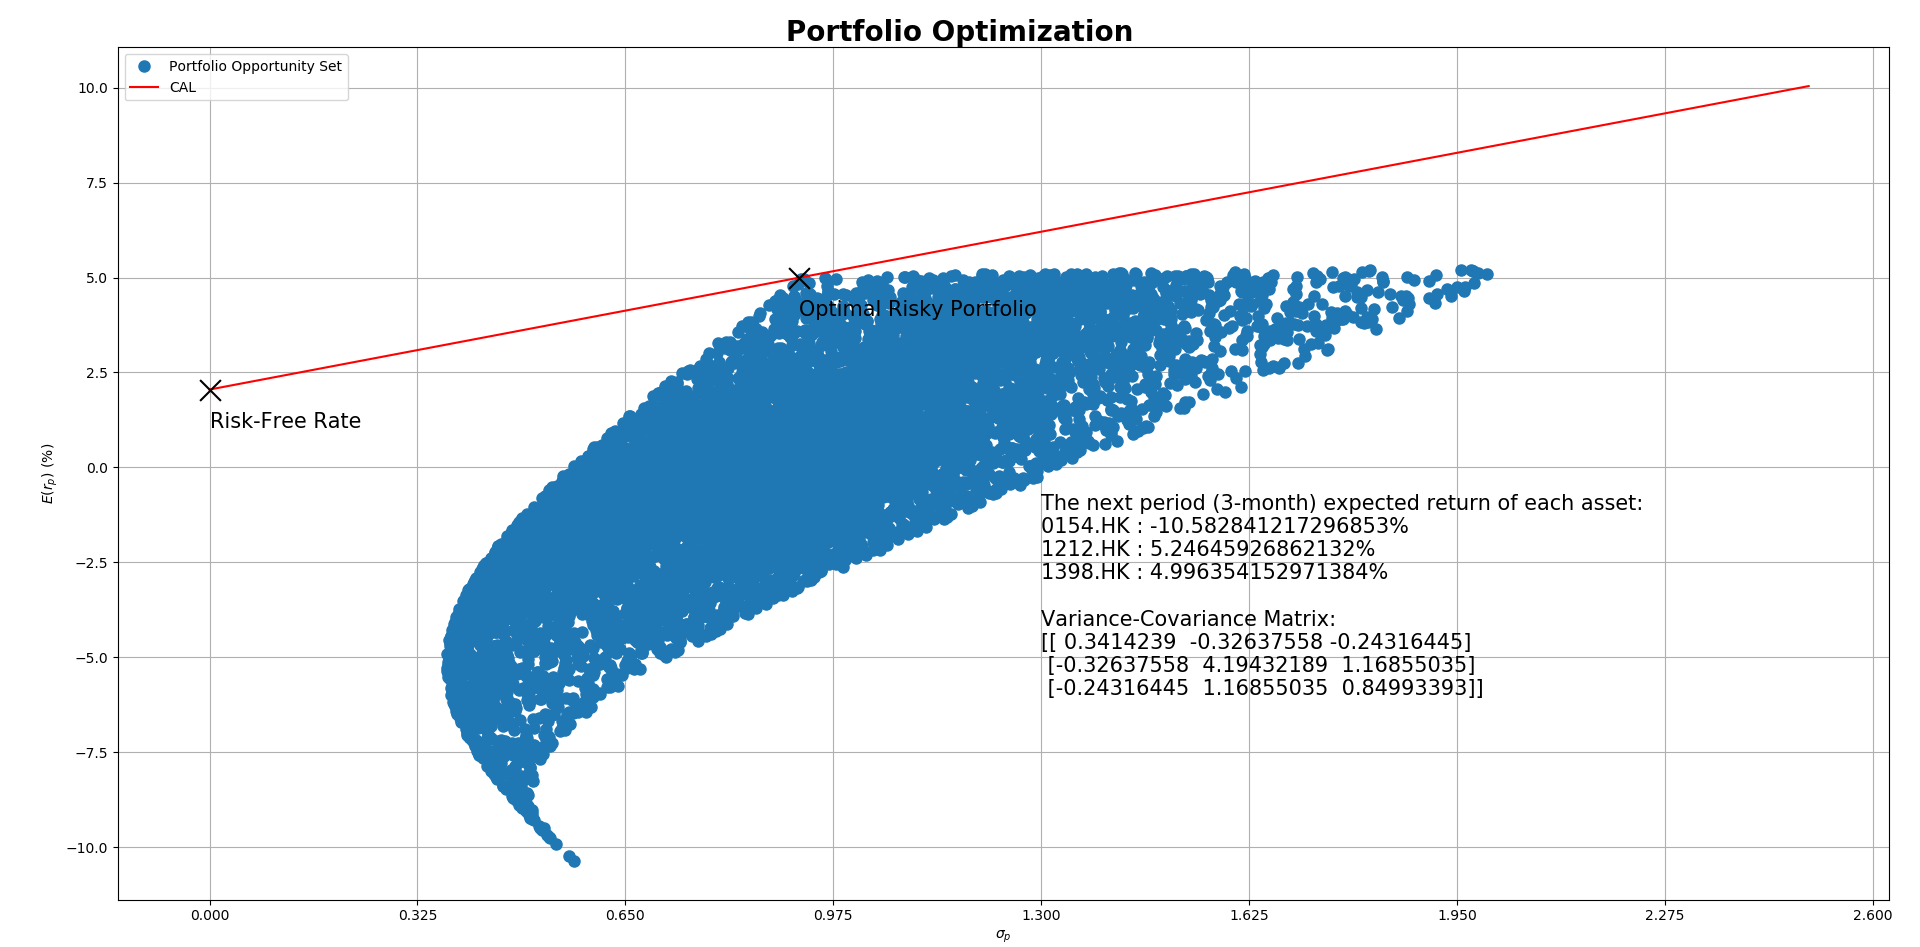 Portfolio Optimization
Portfolio Opportunity Set
CAL
10.0
7.5
5.0
2.5
0.0
−2.5
−5.0
−7.5
−10.0
E(rₚ) (%)
Optimal Risky Portfolio
Risk-Free Rate
The next period (3-month) expected return of each asset:
0154.HK : -10.582841217296853%
1212.HK : 5.246459268621​32%
1398.HK : 4.996354152971384%
Variance-Covariance Matrix:
[[ 0.3414239  -0.32637558 -0.24316445]
[-0.32637558  4.19432189  1.16855035]
[-0.24316445  1.16855035  0.84993393]]
0.000 0.325 0.650 0.975 1.300 1.625 1.950 2.275 2.600
σₚ